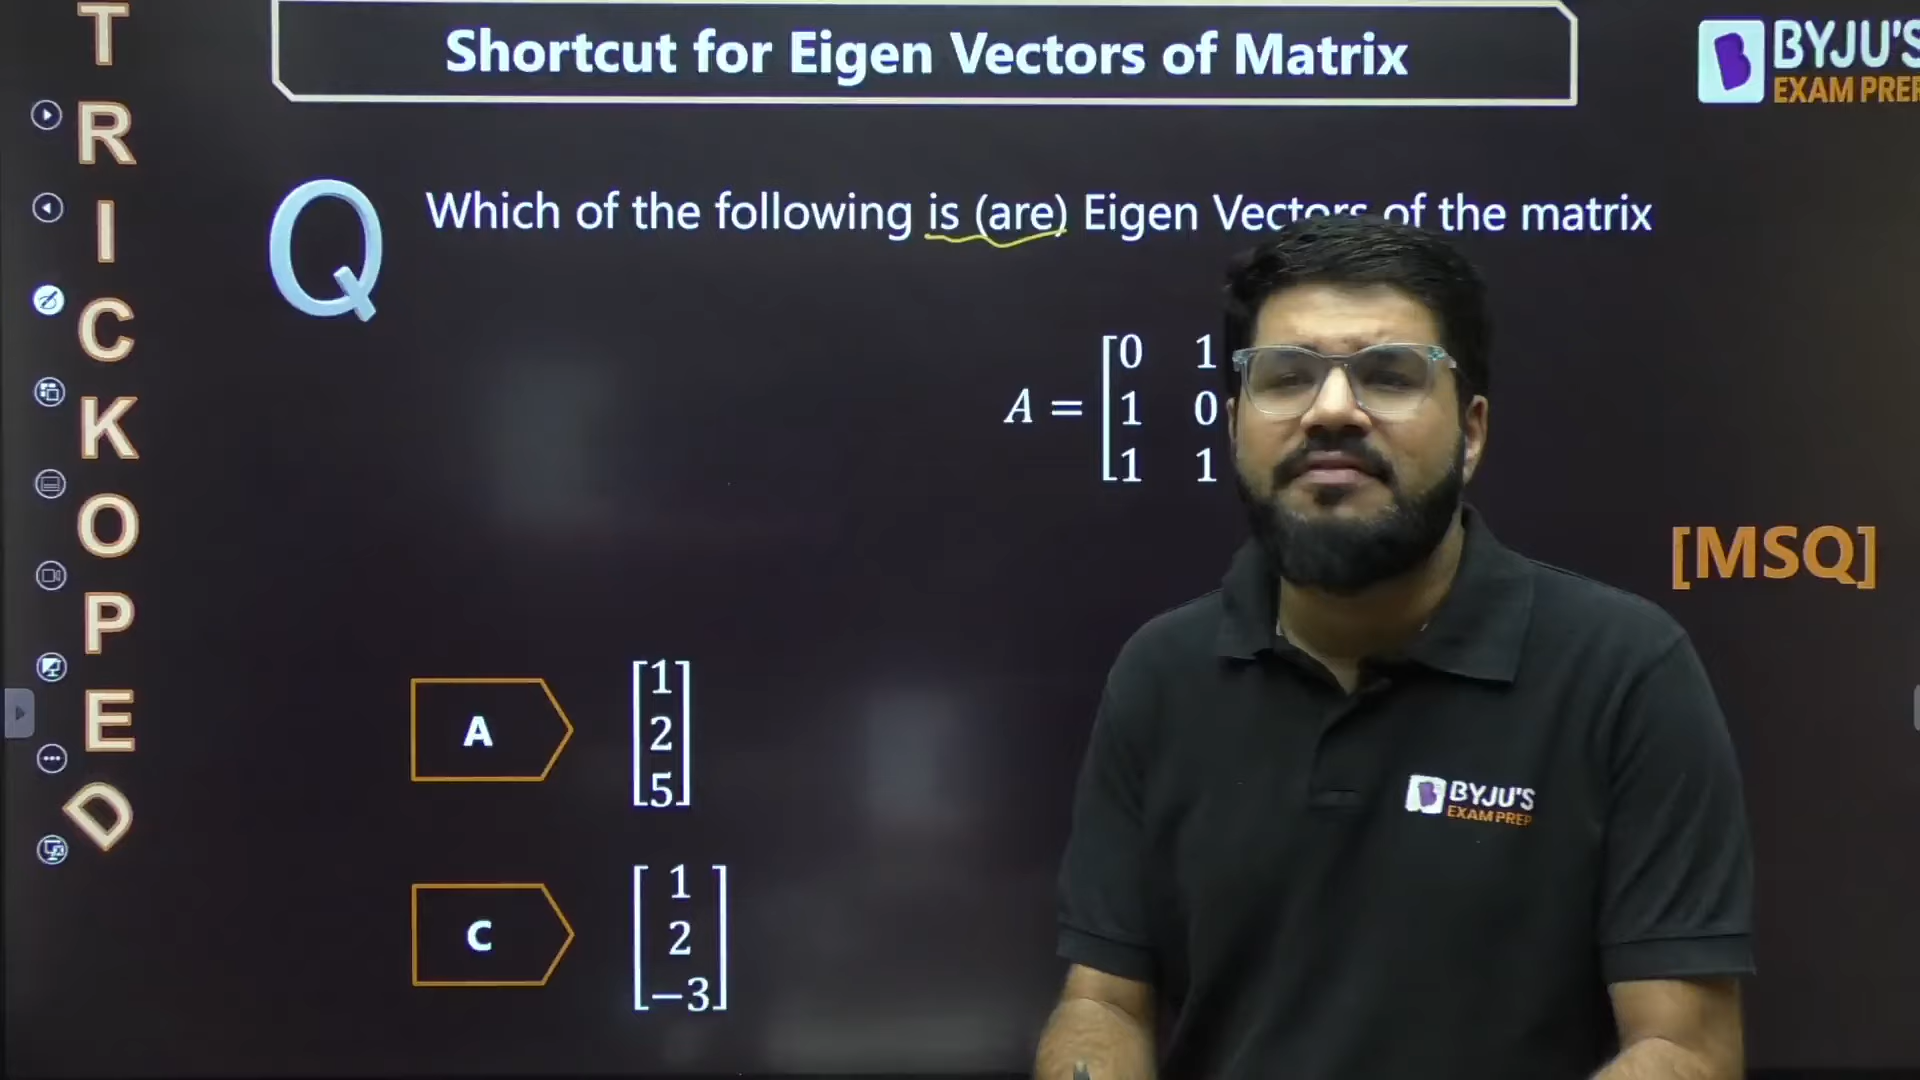 Shortcut for Eigen Vectors of Matrix
BYJU'S
EXAM PREP
TRICKOPED
Q
Which of the following is (are) Eigen Vectors of the matrix
A = [0 1
1 0
1 1
[MSQ]
A
[1
2
5]
C
[1
2
−3]
BYJU'S
EXAM PREP